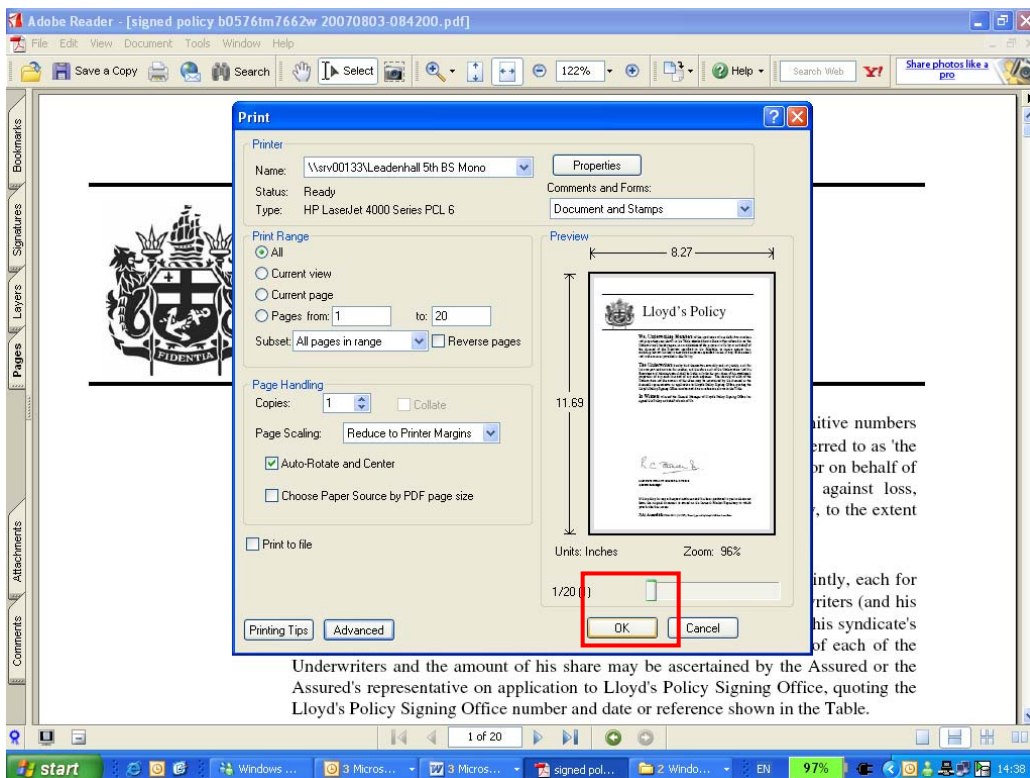 Adobe Reader - [signed policy b0576tm7662w 20070803-084200.pdf]
File Edit View Document Tools Window Help
Save a Copy Search Select 122% Help Search Web Y! Share photos like a pro
Bookmarks
Signatures
Layers
Pages
Attachments
Comments
FIDENTIA
Print
Printer
Name: \\srv00133\Leadenhall 5th BS Mono Properties
Status: Ready Comments and Forms:
Type: HP LaserJet 4000 Series PCL 6 Document and Stamps
Print Range
All
Current view
Current page
Pages from: 1 to: 20
Subset: All pages in range Reverse pages
Page Handling
Copies: 1 Collate
Page Scaling: Reduce to Printer Margins
Auto-Rotate and Center
Choose Paper Source by PDF page size
Print to file
Preview
8.27
11.69
Lloyd's Policy
Units: Inches Zoom: 96%
1/20
Printing Tips Advanced OK Cancel
numbers
erred to as 'the
or on behalf of
against loss,
, to the extent
intly, each for
riters (and his
his syndicate's
of each of the
Underwriters and the amount of his share may be ascertained by the Assured or the
Assured's representative on application to Lloyd's Policy Signing Office, quoting the
Lloyd's Policy Signing Office number and date or reference shown in the Table.
1 of 20
start Windows ... 3 Micros... 3 Micros... signed pol... 2 Windo... EN 97% 14:38